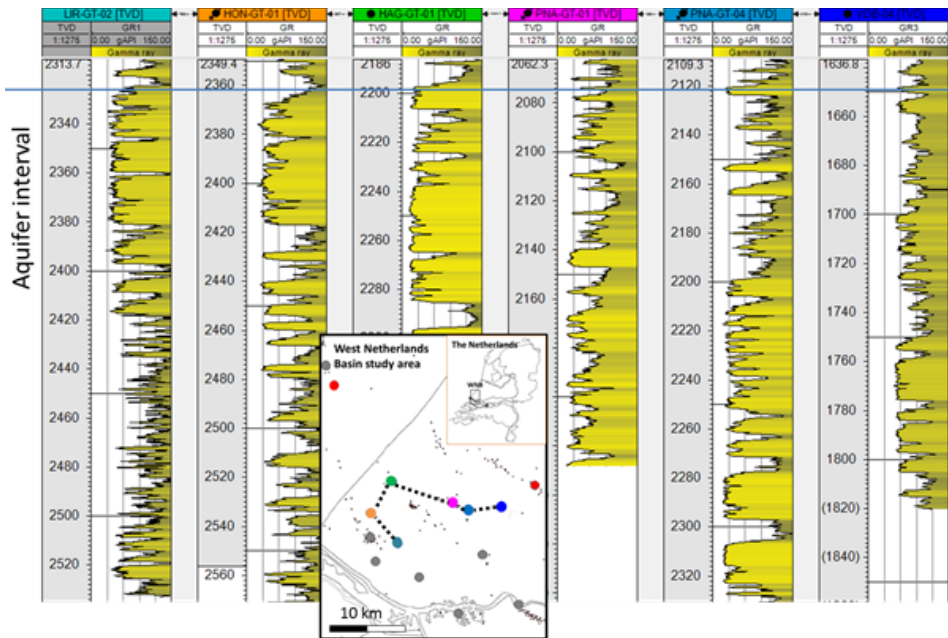 LIR-GT-02 [TVD]
HON-GT-01 [TVD]
HAG-GT-01 [TVD]
PNA-GT-01 [TVD]
PNA-GT-04 [TVD]
TVD GR1
TVD GR
TVD GR
TVD GR
TVD GR
TVD GR3
1:1275 0.00 gAPI 160.00
1:1275 0.00 gAPI 160.00
1:1275 0.00 gAPI 160.00
1:1275 0.00 gAPI 160.00
1:1275 0.00 gAPI 160.00
1:1275 0.00 gAPI 160.00
Gamma ray
Gamma ray
Gamma ray
Gamma ray
Gamma ray
Gamma ray
Aquifer interval
2313.7
2340
2360
2380
2400
2420
2440
2460
2480
2500
2520
2349.4
2360
2380
2400
2420
2440
2460
2480
2500
2520
2540
2560
2186
2200
2220
2240
2260
2280
2062.3
2080
2100
2120
2140
2160
2109.3
2120
2140
2160
2180
2200
2220
2240
2260
2280
2300
2320
1636.8
1660
1680
1700
1720
1740
1760
1780
1800
(1820)
(1840)
West Netherlands
Basin study area
The Netherlands
WNB
10 km